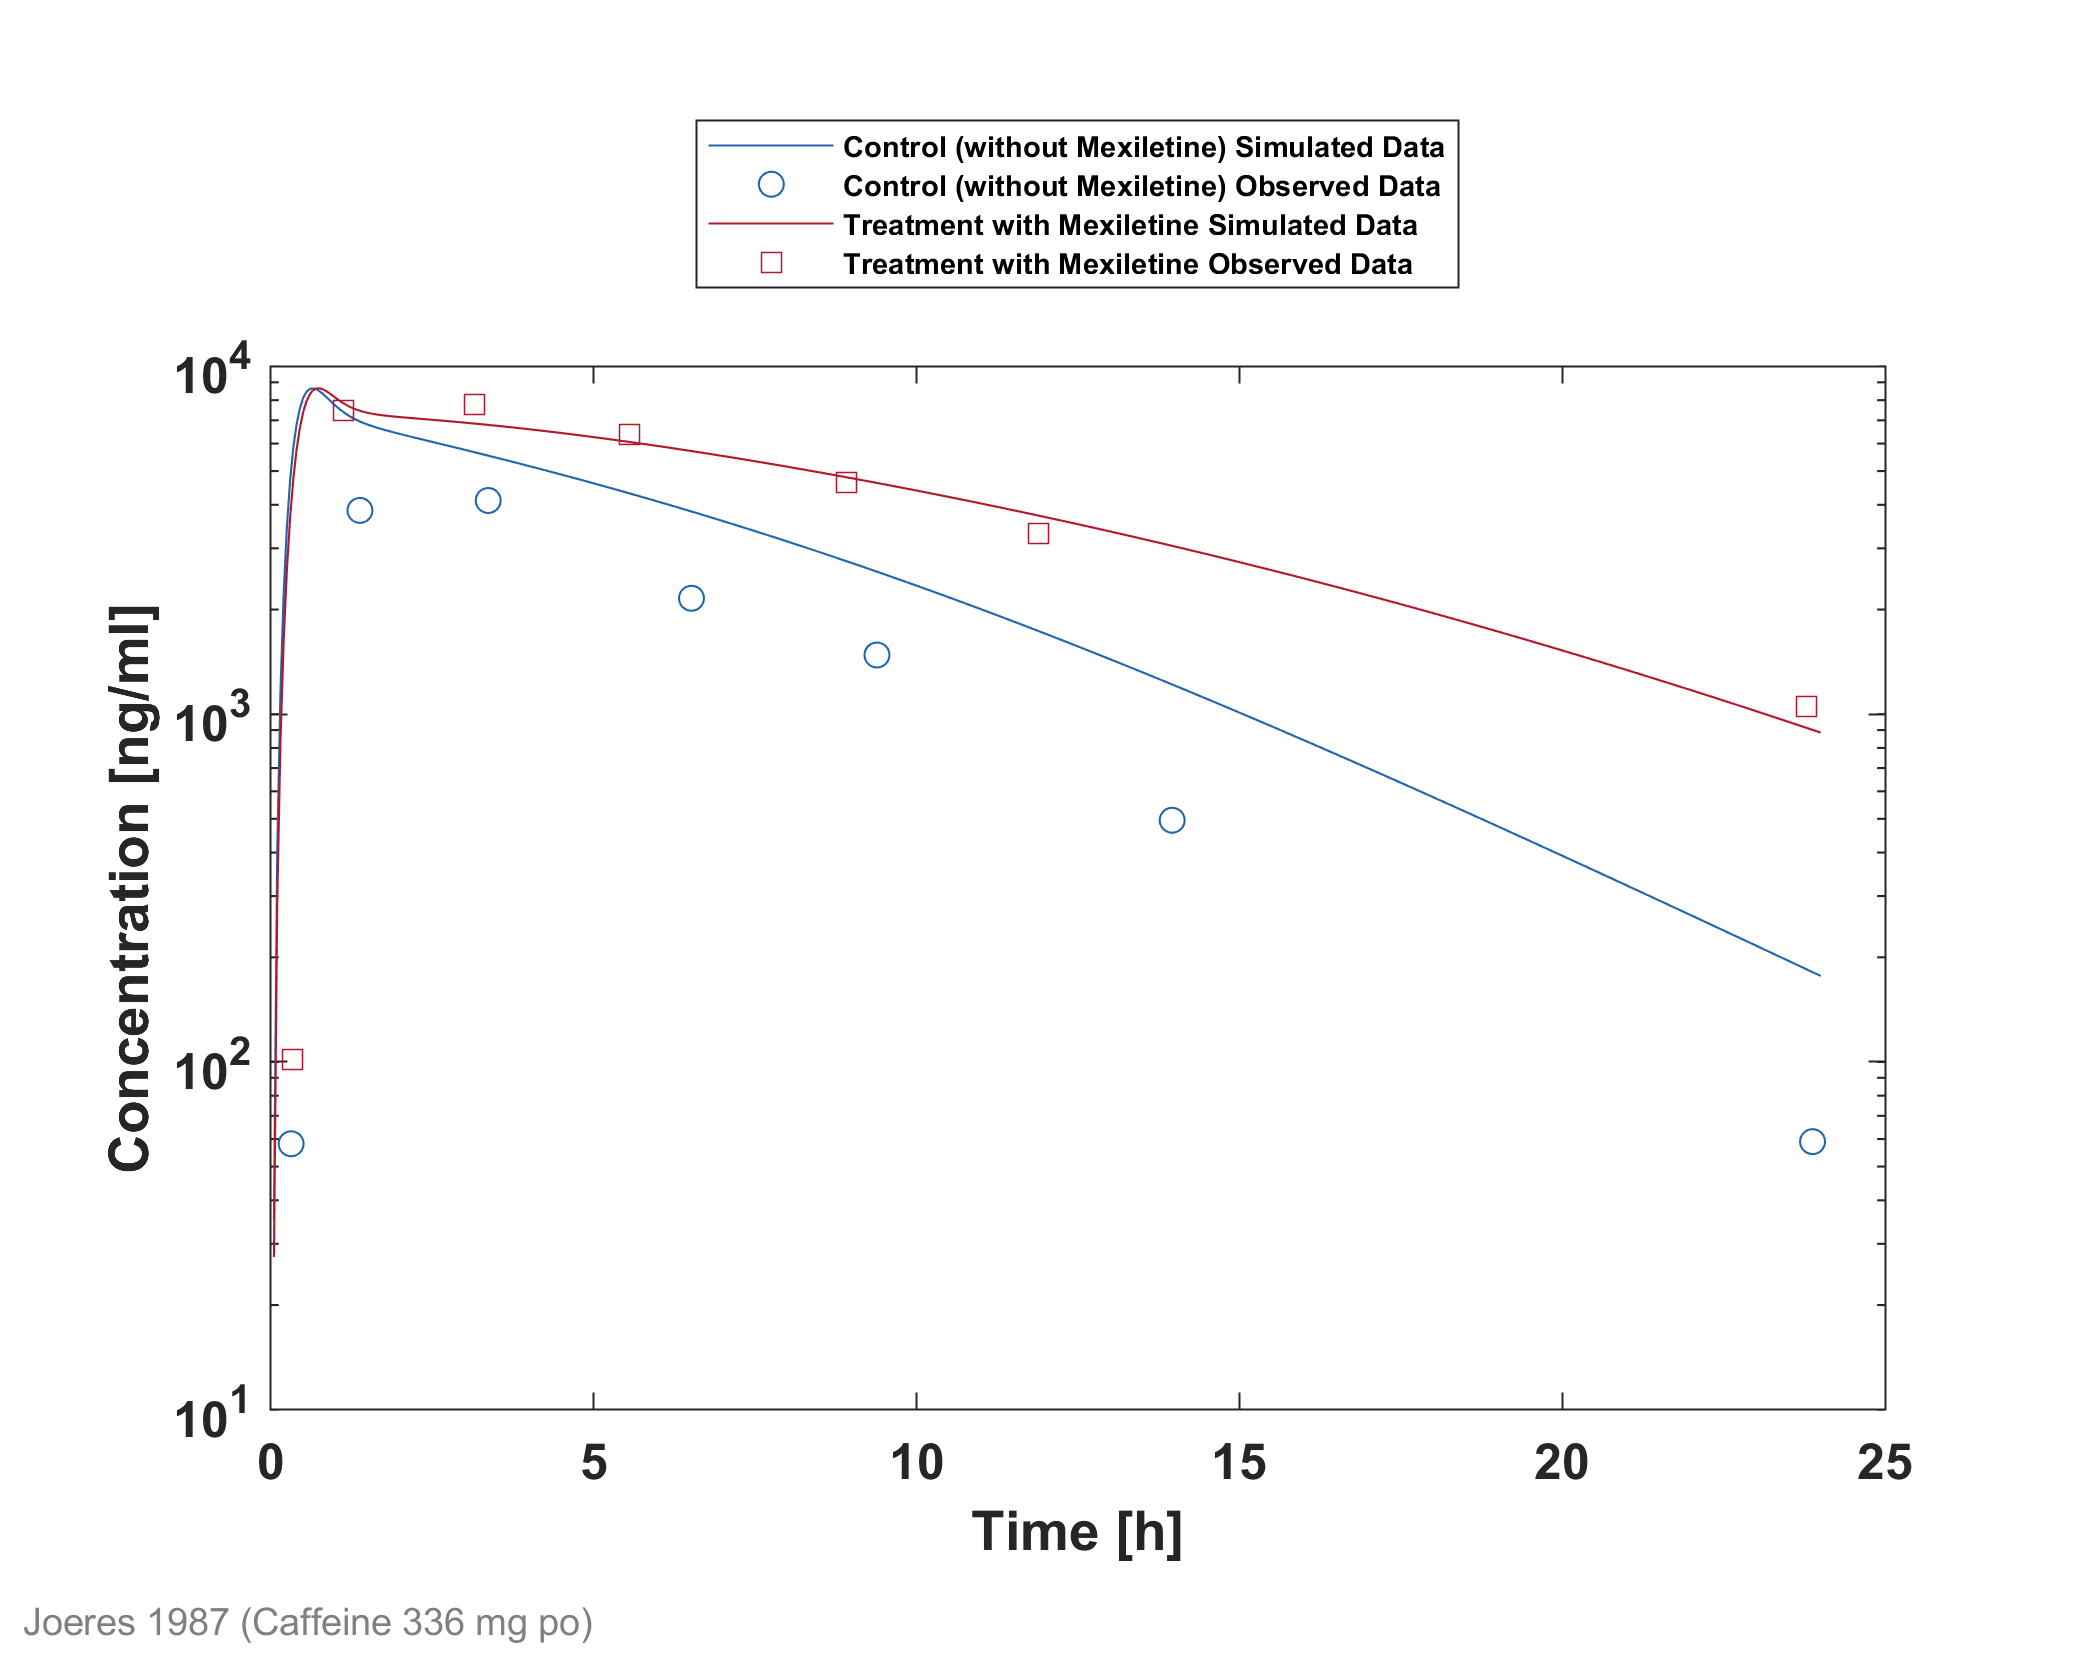 Control (without Mexiletine) Simulated Data
Control (without Mexiletine) Observed Data
Treatment with Mexiletine Simulated Data
Treatment with Mexiletine Observed Data
10^4
10^3
10^2
10^1
Concentration [ng/ml]
0 5 10 15 20 25
Time [h]
Joeres 1987 (Caffeine 336 mg po)